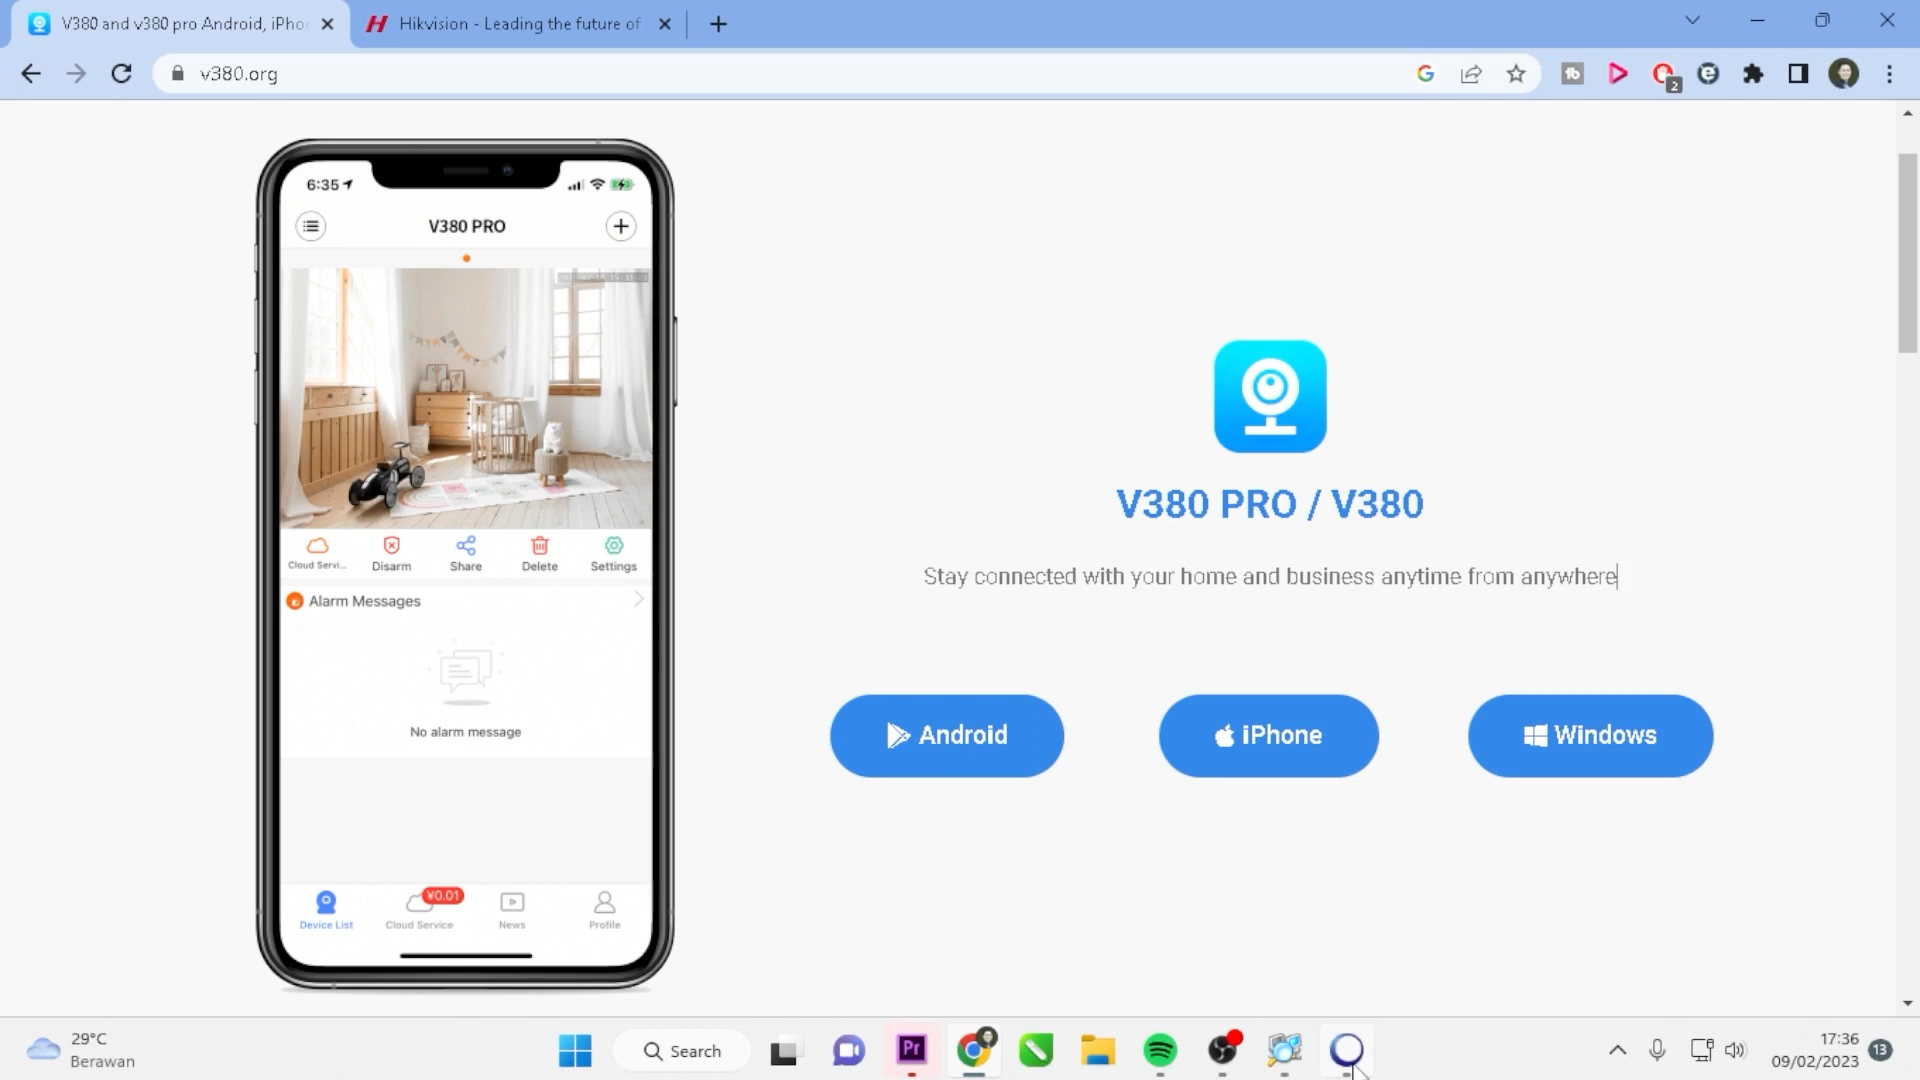 V380 and v380 pro Android, iPho
Hikvision - Leading the future of
v380.org
2
6:35
V380 PRO
Cloud Servi...
Disarm
Share
Delete
Settings
Alarm Messages
No alarm message
¥0.01
Device List
Cloud Service
News
Profile
V380 PRO / V380
Stay connected with your home and business anytime from anywhere
Android
iPhone
Windows
29°C
Berawan
Search
Pr
17:36
09/02/2023
13